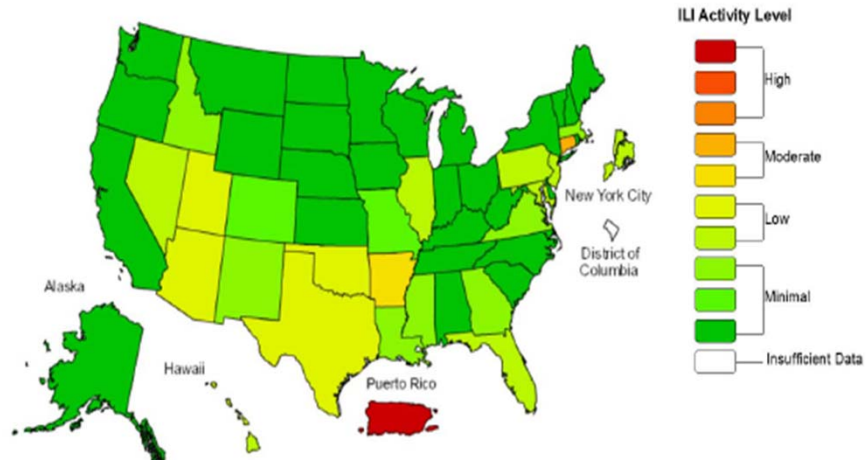 ILI Activity Level
High
Moderate
Low
Minimal
Insufficient Data
New York City
District of
Columbia
Alaska
Hawaii
Puerto Rico